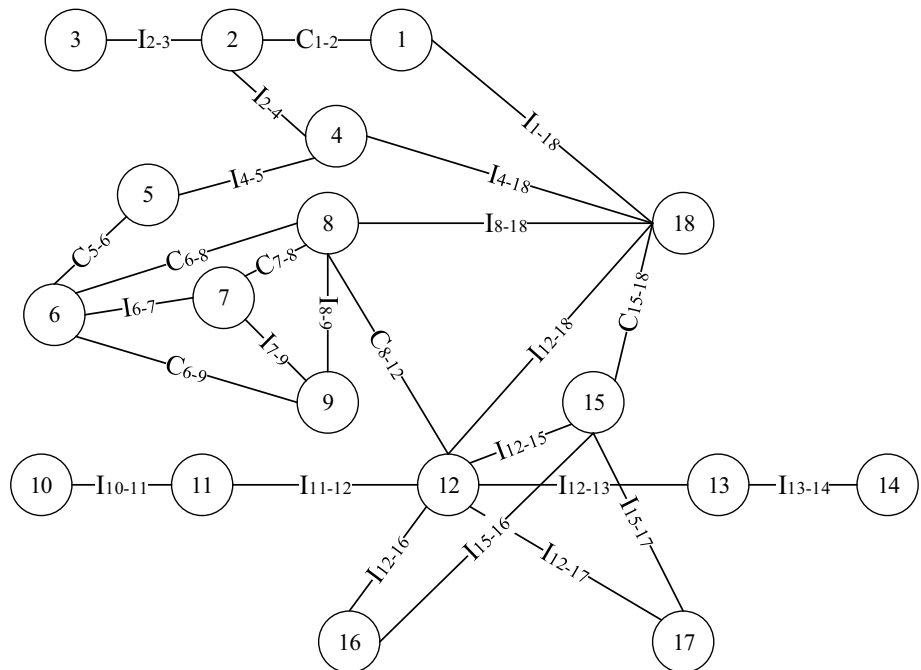 3 I2-3 2 C1-2 1
I2-4
I1-18
4
I4-5 I4-18
5
8 I8-18 18
C5-6 C6-8 C7-8
6 I6-7 7 I8-9
C15-18
I7-9 C8-12 I12-18
C6-9
9 15
I12-15
10 I10-11 11 I11-12 12 I12-13 13 I13-14 14
I15-17
I12-16 I15-16 I12-17
16 17